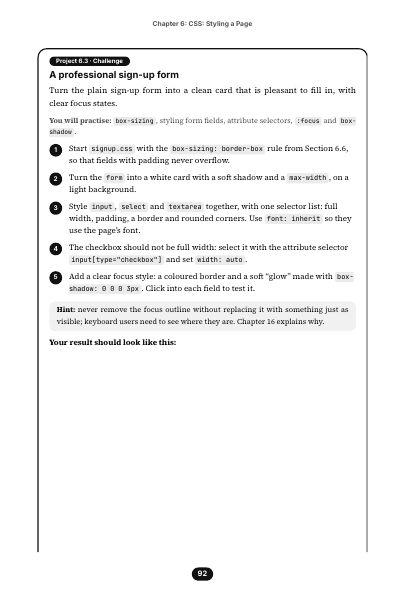 Chapter 6: CSS: Styling a Page
Project 6.3 · Challenge
A professional sign-up form
Turn the plain sign-up form into a clean card that is pleasant to fill in, with
clear focus states.
You will practise: box-sizing, styling form fields, attribute selectors, :focus and box-
shadow.
1 Start signup.css with the box-sizing: border-box rule from Section 6.6,
so that fields with padding never overflow.
2 Turn the form into a white card with a soft shadow and a max-width, on a
light background.
3 Style input, select and textarea together, with one selector list: full
width, padding, a border and rounded corners. Use font: inherit so they
use the page's font.
4 The checkbox should not be full width: select it with the attribute selector
input[type="checkbox"] and set width: auto.
5 Add a clear focus style: a coloured border and a soft “glow” made with box-
shadow: 0 0 0 3px. Click into each field to test it.
Hint: never remove the focus outline without replacing it with something just as
visible; keyboard users need to see where they are. Chapter 16 explains why.
Your result should look like this:
92